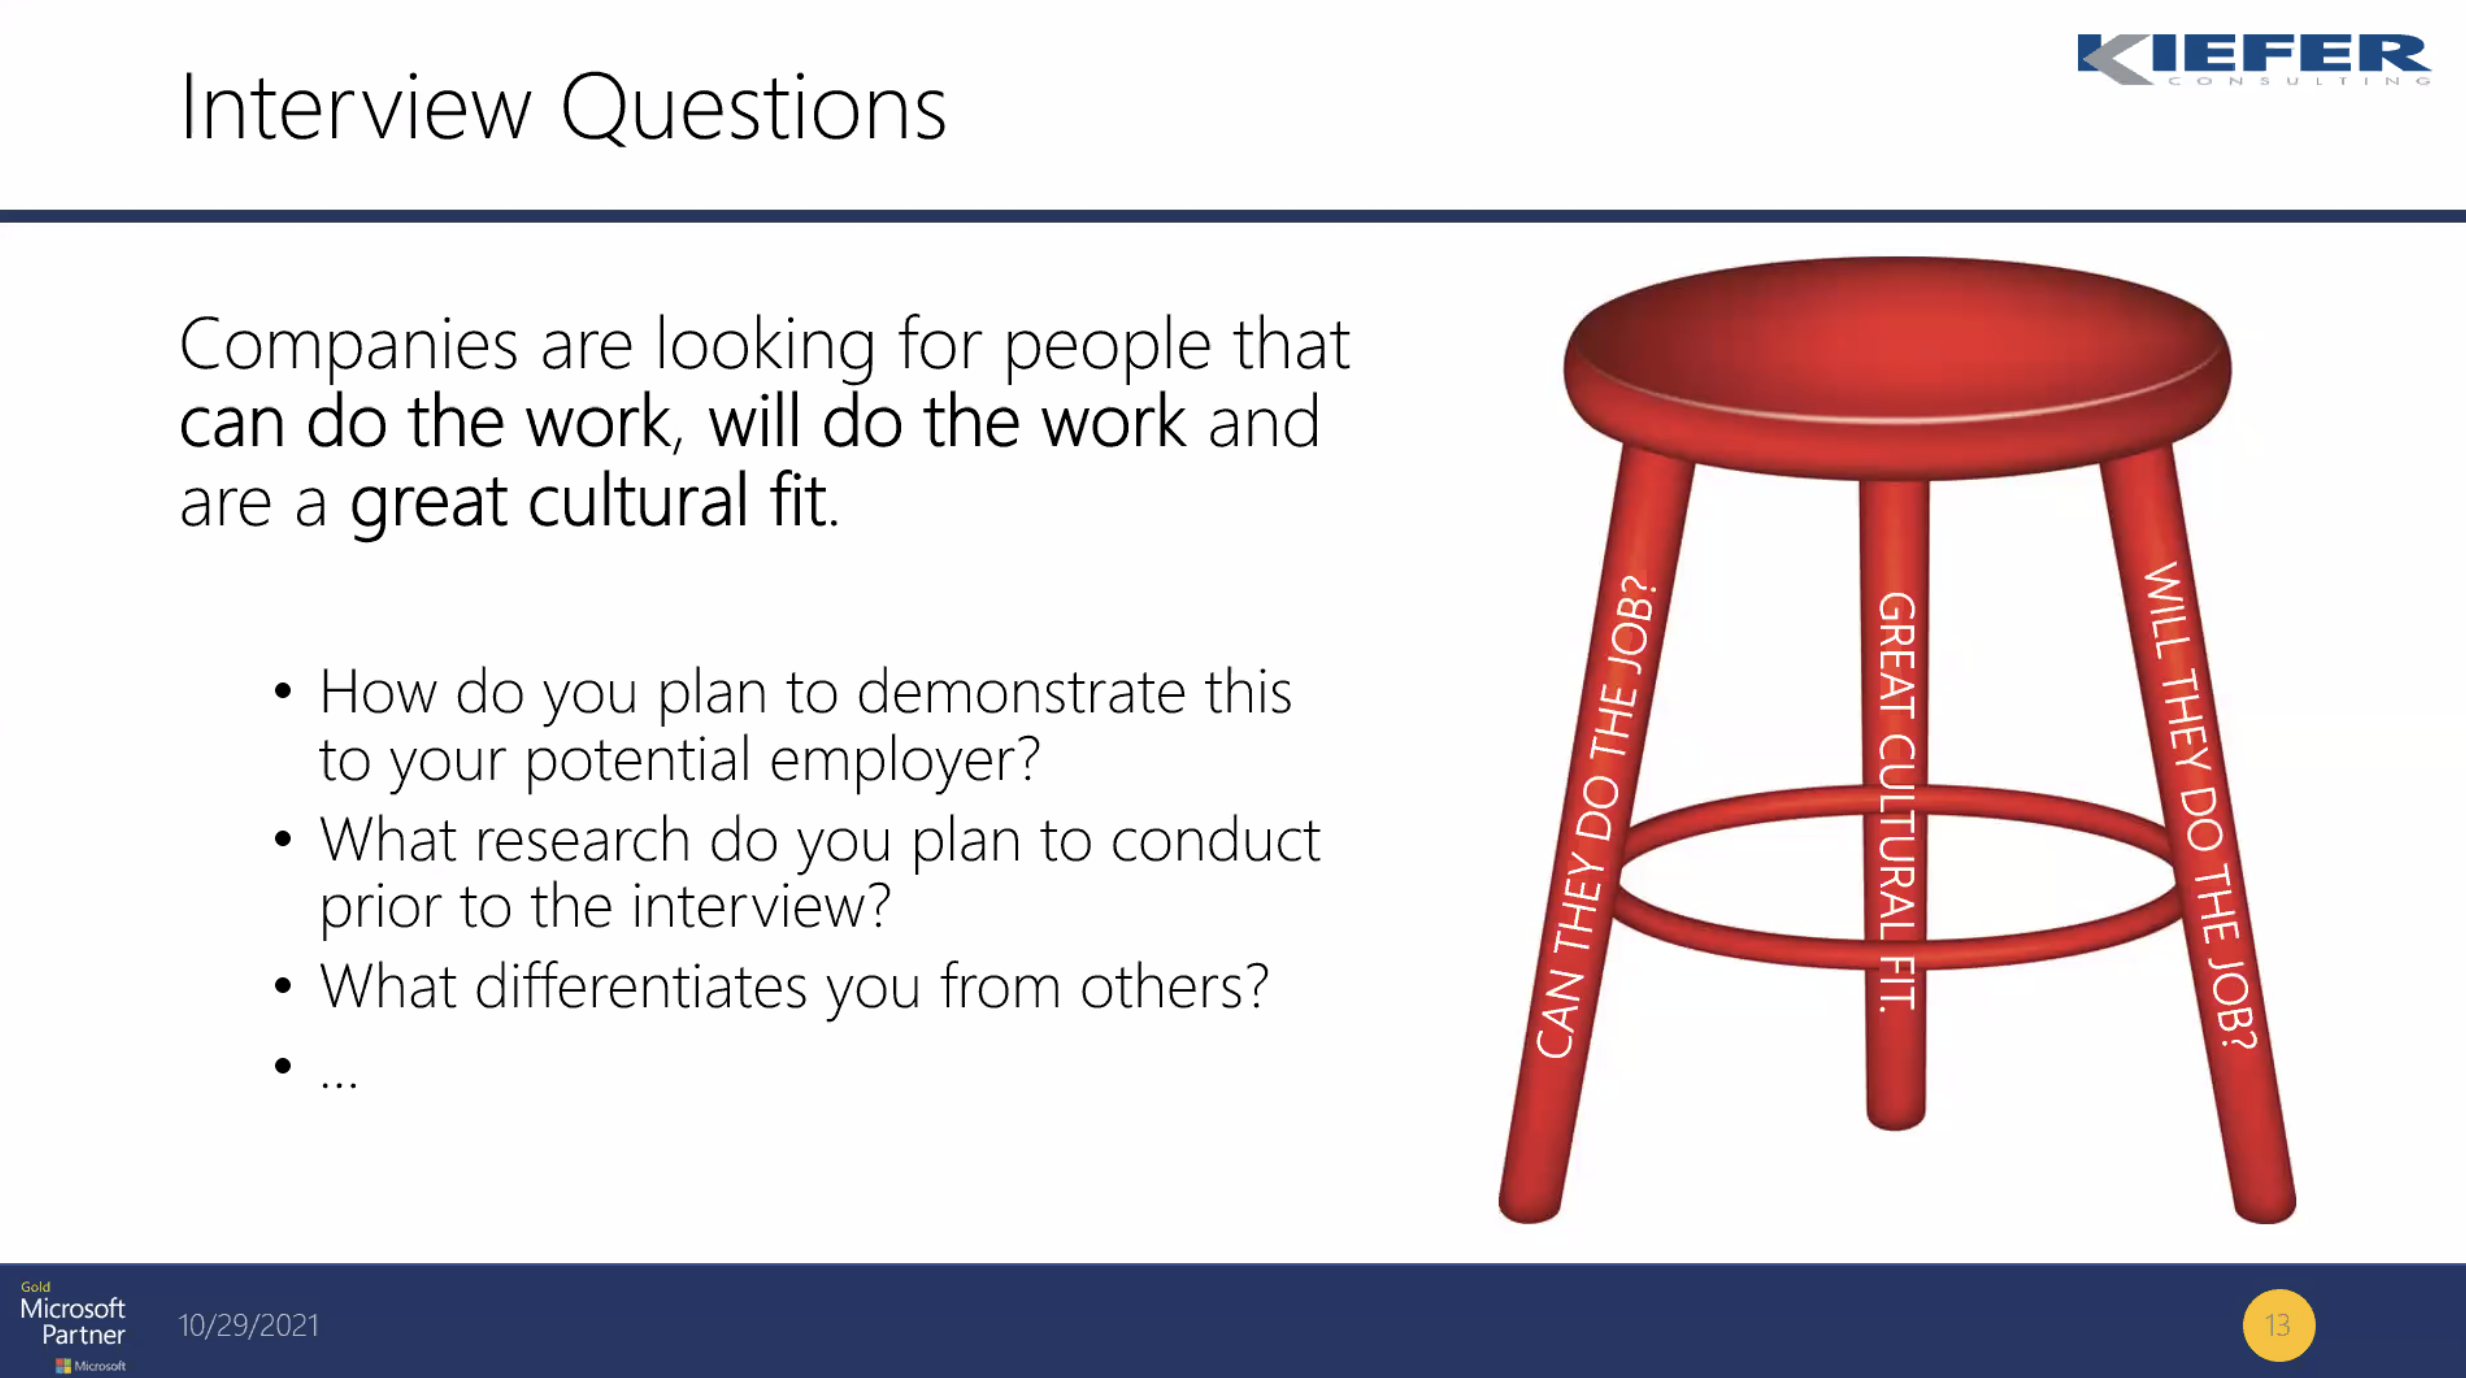 Interview Questions
KIEFER
CONSULTING
Companies are looking for people that
can do the work, will do the work and
are a great cultural fit.
• How do you plan to demonstrate this
to your potential employer?
• What research do you plan to conduct
prior to the interview?
• What differentiates you from others?
• ...
CAN THEY DO THE JOB?
GREAT CULTURAL FIT.
WILL THEY DO THE JOB?
Gold
Microsoft
Partner
Microsoft
10/29/2021
13